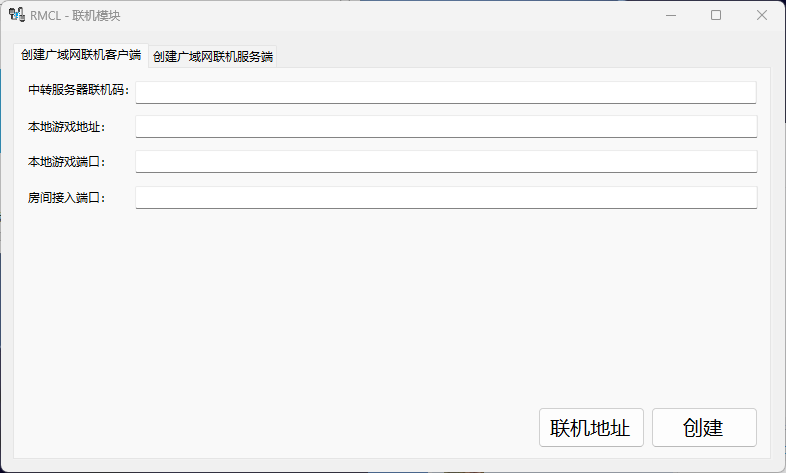 RMCL - 联机模块
创建广域网联机客户端 创建广域网联机服务端
中转服务器联机码：
本地游戏地址：
本地游戏端口：
房间接入端口：
联机地址 创建